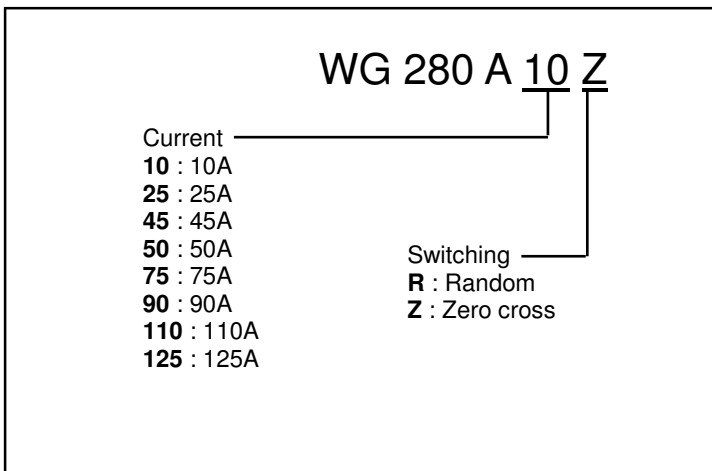 WG 280 A 10 Z
Current
10 : 10A
25 : 25A
45 : 45A
50 : 50A
75 : 75A
90 : 90A
110 : 110A
125 : 125A
Switching
R : Random
Z : Zero cross